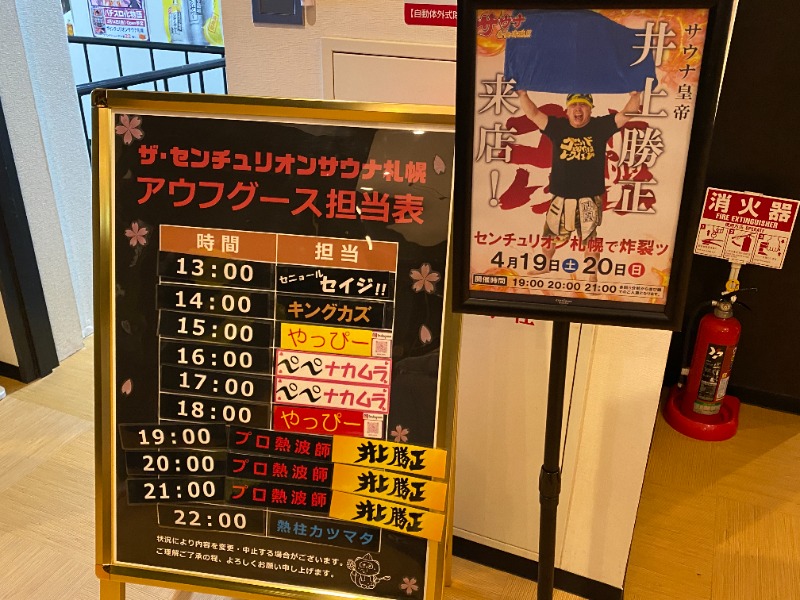 【自動体外式除
ザ・センチュリオンサウナ札幌
アウフグース担当表
時間 担当
13:00 セニョールセイジ!!
14:00 キングカズ
15:00 やっぴー
16:00 ペペナカムラ
17:00 ペペナカムラ
18:00 やっぴー
19:00 プロ熱波師 井上勝正
20:00 プロ熱波師 井上勝正
21:00 プロ熱波師 井上勝正
22:00 熱柱カツマタ
状況により内容を変更・中止する場合がございます。
ご理解ご了承の程、よろしくお願い申し上げます。
サウナ皇帝
井上勝正
来店!
センチュリオン札幌で炸裂ッ
4月19日土20日日
開催時間 19:00 20:00 21:00
消火器
FIRE EXTINGUISHER